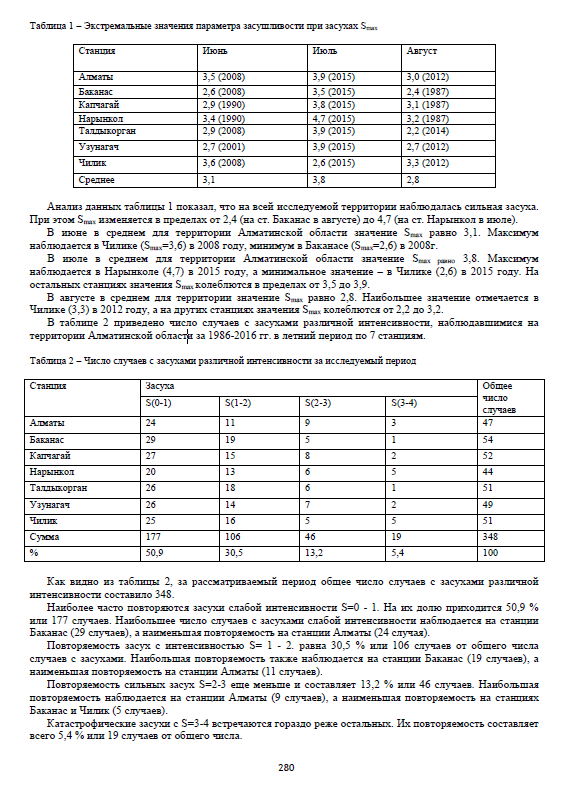 Таблица 1 – Экстремальные значения параметра засушливости при засухах Smax
Станция Июнь Июль Август
Алматы 3,5 (2008) 3,9 (2015) 3,0 (2012)
Баканас 2,6 (2008) 3,5 (2015) 2,4 (1987)
Капчагай 2,9 (1990) 3,8 (2015) 3,1 (1987)
Нарынкол 3,4 (1990) 4,7 (2015) 3,2 (1987)
Талдыкорган 2,9 (2008) 3,9 (2015) 2,2 (2014)
Узунагач 2,7 (2001) 3,9 (2015) 2,7 (2012)
Чилик 3,6 (2008) 2,6 (2015) 3,3 (2012)
Среднее 3,1 3,8 2,8
Анализ данных таблицы 1 показал, что на всей исследуемой территории наблюдалась сильная засуха.
При этом Smax изменяется в пределах от 2,4 (на ст. Баканас в августе) до 4,7 (на ст. Нарынкол в июле).
В июне в среднем для территории Алматинской области значение Smax равно 3,1. Максимум
наблюдается в Чилике (Smax=3,6) в 2008 году, минимум в Баканасе (Smax=2,6) в 2008г.
В июле в среднем для территории Алматинской области значение Smax равно 3,8. Максимум
наблюдается в Нарынколе (4,7) в 2015 году, а минимальное значение – в Чилике (2,6) в 2015 году. На
остальных станциях значения Smax колеблются в пределах от 3,5 до 3,9.
В августе в среднем для территории значение Smax равно 2,8. Наибольшее значение отмечается в
Чилике (3,3) в 2012 году, а на других станциях значения Smax колеблются от 2,2 до 3,2.
В таблице 2 приведено число случаев с засухами различной интенсивности, наблюдавшимися на
территории Алматинской области за 1986-2016 гг. в летний период по 7 станциям.
Таблица 2 – Число случаев с засухами различной интенсивности за исследуемый период
Станция Засуха Общее
число
случаев
S(0-1) S(1-2) S(2-3) S(3-4)
Алматы 24 11 9 3 47
Баканас 29 19 5 1 54
Капчагай 27 15 8 2 52
Нарынкол 20 13 6 5 44
Талдыкорган 26 18 6 1 51
Узунагач 26 14 7 2 49
Чилик 25 16 5 5 51
Сумма 177 106 46 19 348
% 50,9 30,5 13,2 5,4 100
Как видно из таблицы 2, за рассматриваемый период общее число случаев с засухами различной
интенсивности составило 348.
Наиболее часто повторяются засухи слабой интенсивности S=0 - 1. На их долю приходится 50,9 %
или 177 случаев. Наибольшее число случаев с засухами слабой интенсивности наблюдается на станции
Баканас (29 случаев), а наименьшая повторяемость на станции Алматы (24 случая).
Повторяемость засух с интенсивностью S= 1 - 2. равна 30,5 % или 106 случаев от общего числа
случаев с засухами. Наибольшая повторяемость также наблюдается на станции Баканас (19 случаев), а
наименьшая повторяемость на станции Алматы (11 случаев).
Повторяемость сильных засух S=2-3 еще меньше и составляет 13,2 % или 46 случаев. Наибольшая
повторяемость наблюдается на станции Алматы (9 случаев), а наименьшая повторяемость на станциях
Баканас и Чилик (5 случаев).
Катастрофические засухи с S=3-4 встречаются гораздо реже остальных. Их повторяемость составляет
всего 5,4 % или 19 случаев от общего числа.
280